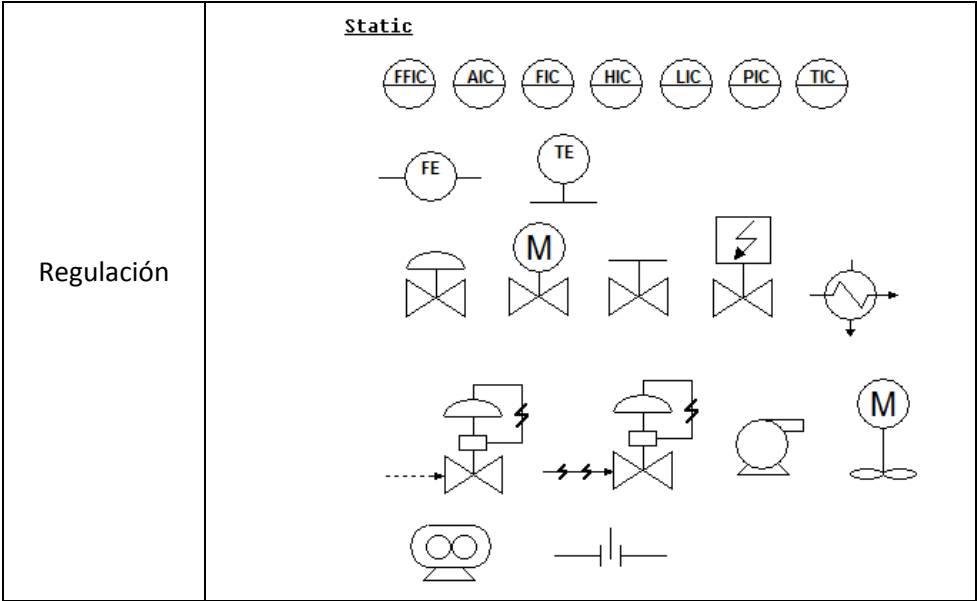 Static
FFIC AIC FIC HIC LIC PIC TIC
FE TE
M
Regulación
M